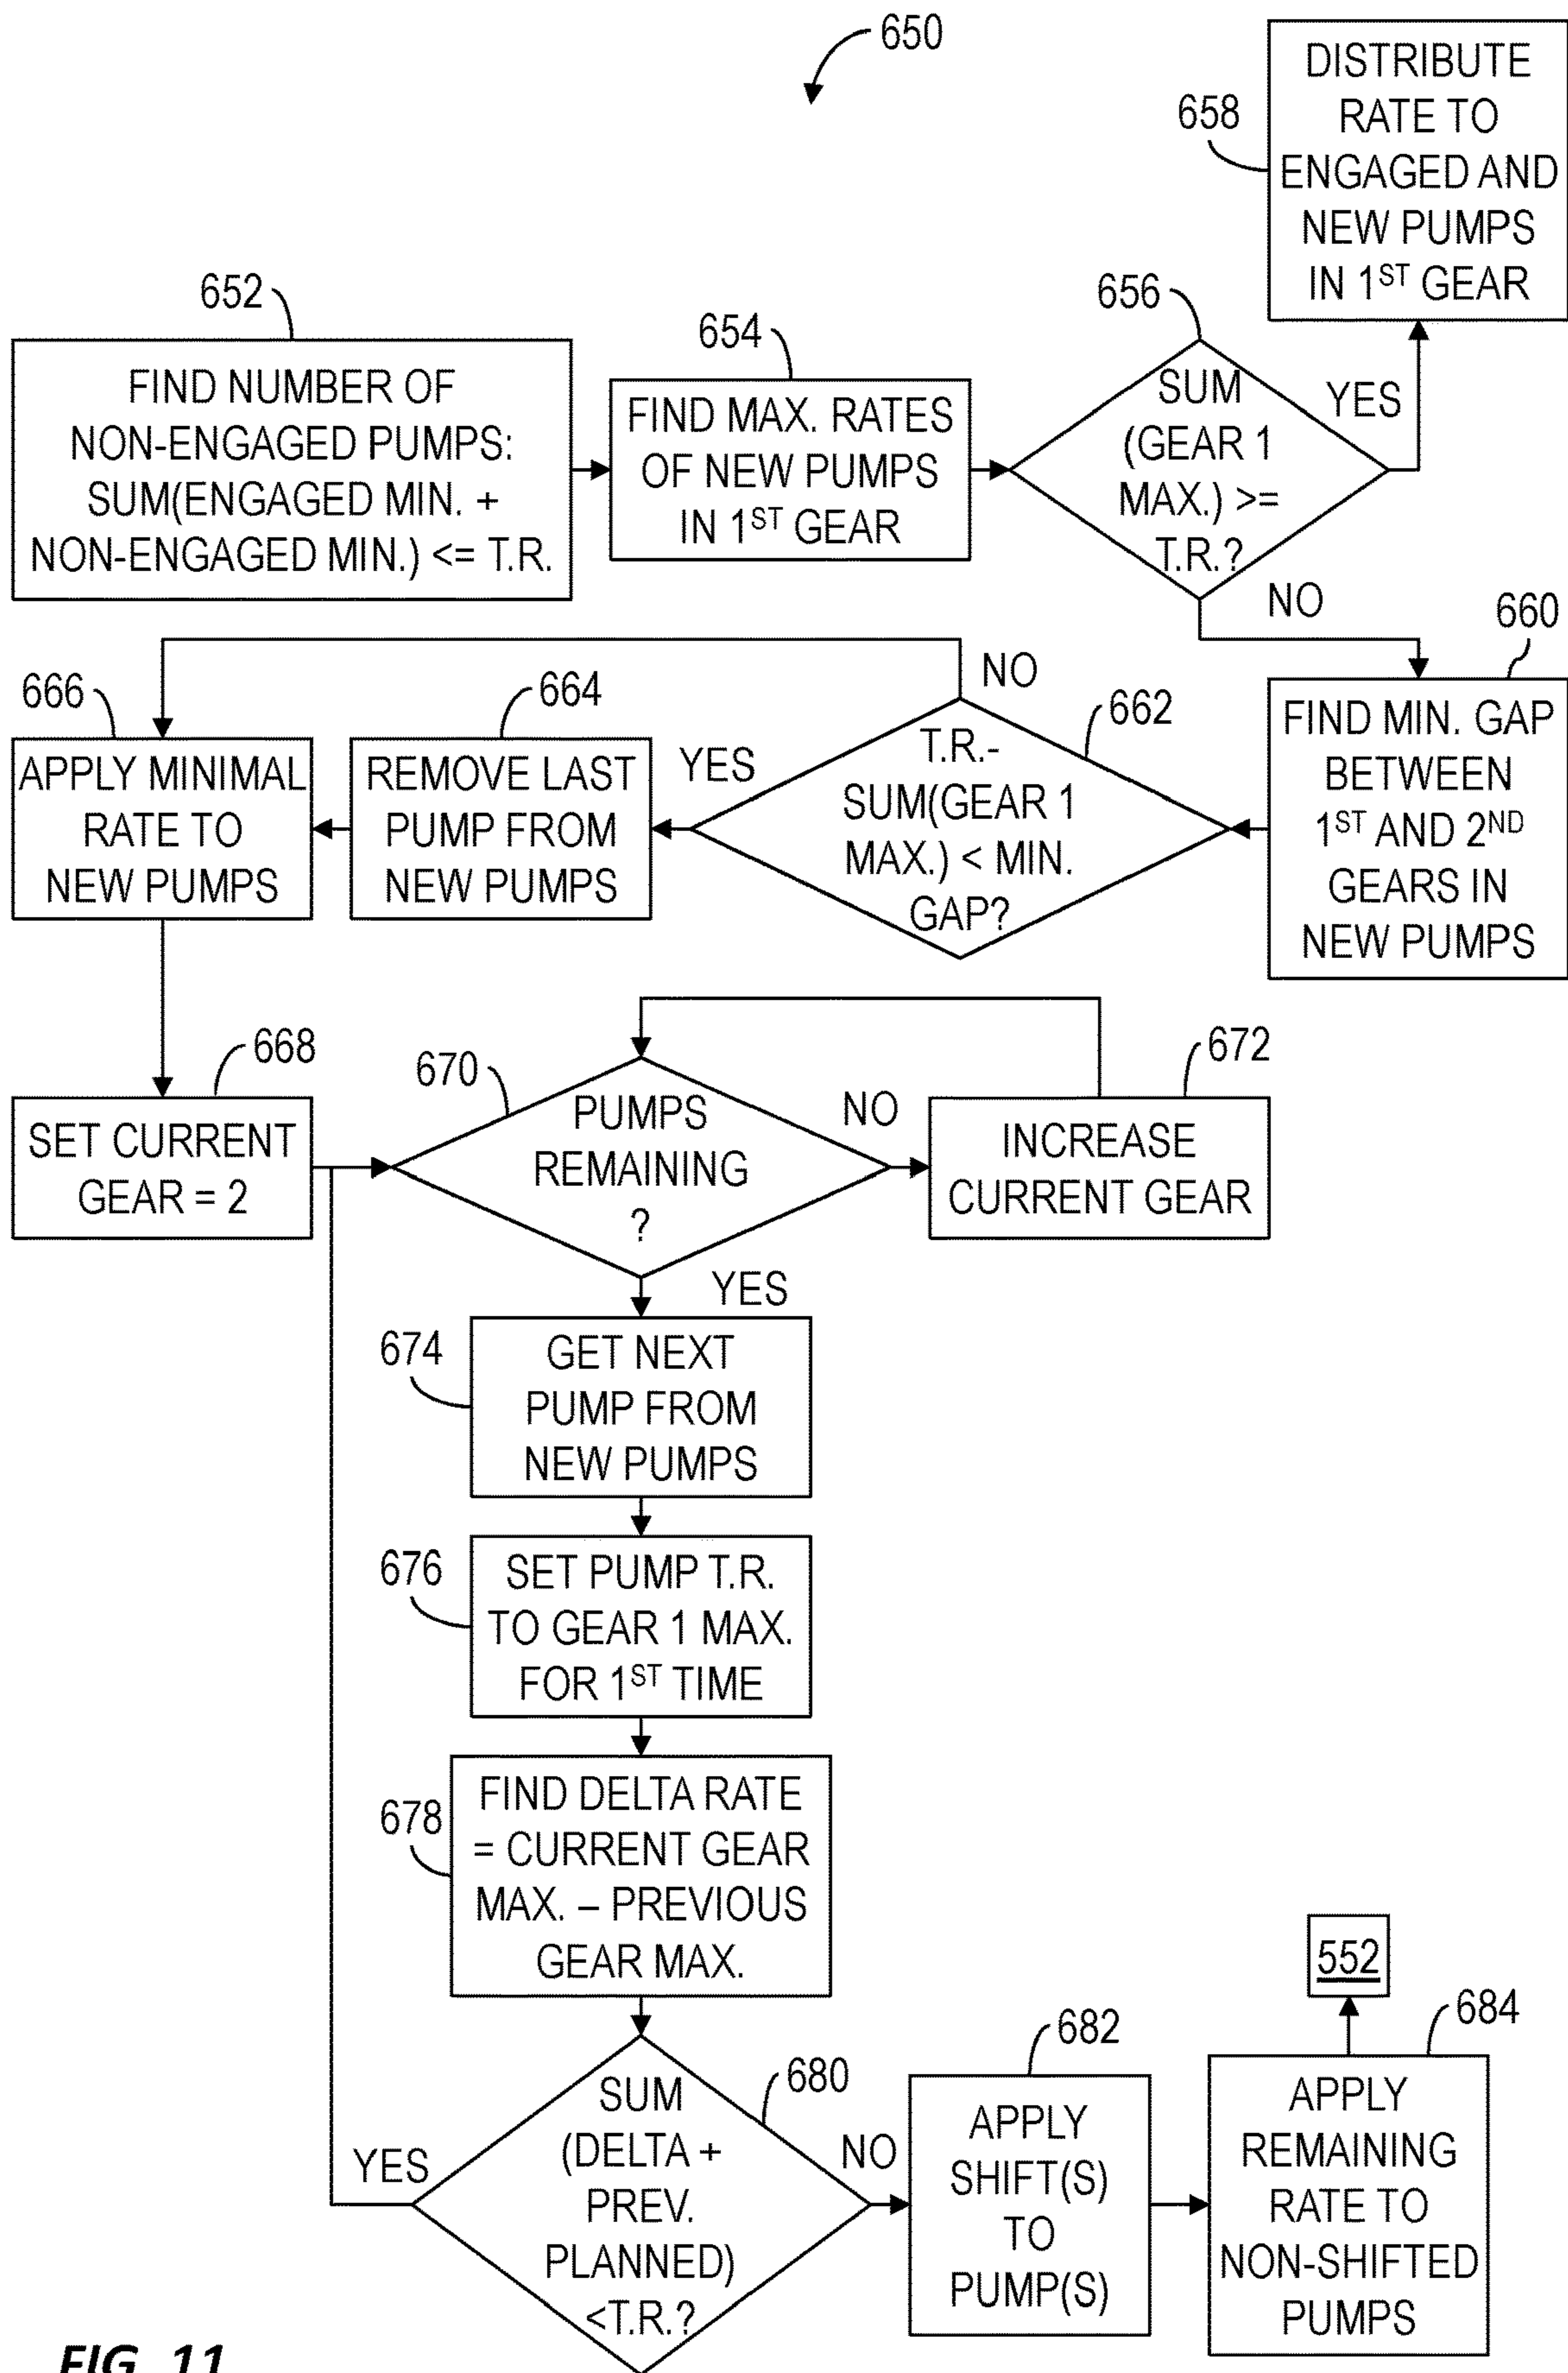 650
658
DISTRIBUTE
RATE TO
ENGAGED AND
NEW PUMPS
IN 1ST GEAR
652
FIND NUMBER OF
NON-ENGAGED PUMPS:
SUM(ENGAGED MIN. +
NON-ENGAGED MIN.) <= T.R.
654
FIND MAX. RATES
OF NEW PUMPS
IN 1ST GEAR
656
SUM
(GEAR 1
MAX.) >=
T.R.?
YES
NO
660
FIND MIN. GAP
BETWEEN
1ST AND 2ND
GEARS IN
NEW PUMPS
662
T.R.-
SUM(GEAR 1
MAX.) < MIN.
GAP?
NO
YES
664
REMOVE LAST
PUMP FROM
NEW PUMPS
666
APPLY MINIMAL
RATE TO
NEW PUMPS
668
SET CURRENT
GEAR = 2
670
PUMPS
REMAINING
?
NO
672
INCREASE
CURRENT GEAR
YES
674
GET NEXT
PUMP FROM
NEW PUMPS
676
SET PUMP T.R.
TO GEAR 1 MAX.
FOR 1ST TIME
678
FIND DELTA RATE
= CURRENT GEAR
MAX. – PREVIOUS
GEAR MAX.
680
SUM
(DELTA +
PREV.
PLANNED)
<T.R.?
YES
NO
682
APPLY
SHIFT(S)
TO
PUMP(S)
684
APPLY
REMAINING
RATE TO
NON-SHIFTED
PUMPS
552
FIG. 11